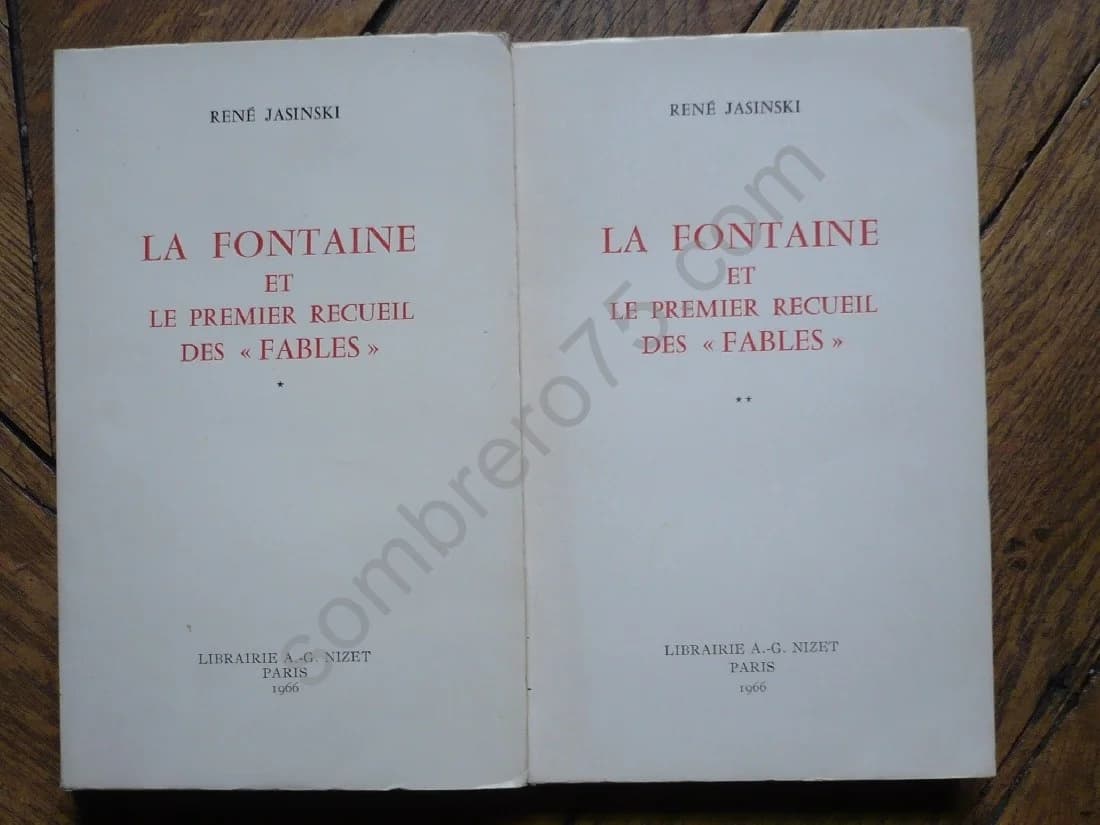 RENÉ JASINSKI
LA FONTAINE
ET
LE PREMIER RECUEIL
DES « FABLES »
*
LIBRAIRIE A.-G. NIZET
PARIS
1966
RENÉ JASINSKI
LA FONTAINE
ET
LE PREMIER RECUEIL
DES « FABLES »
**
LIBRAIRIE A.-G. NIZET
PARIS
1966
sombrero75.com